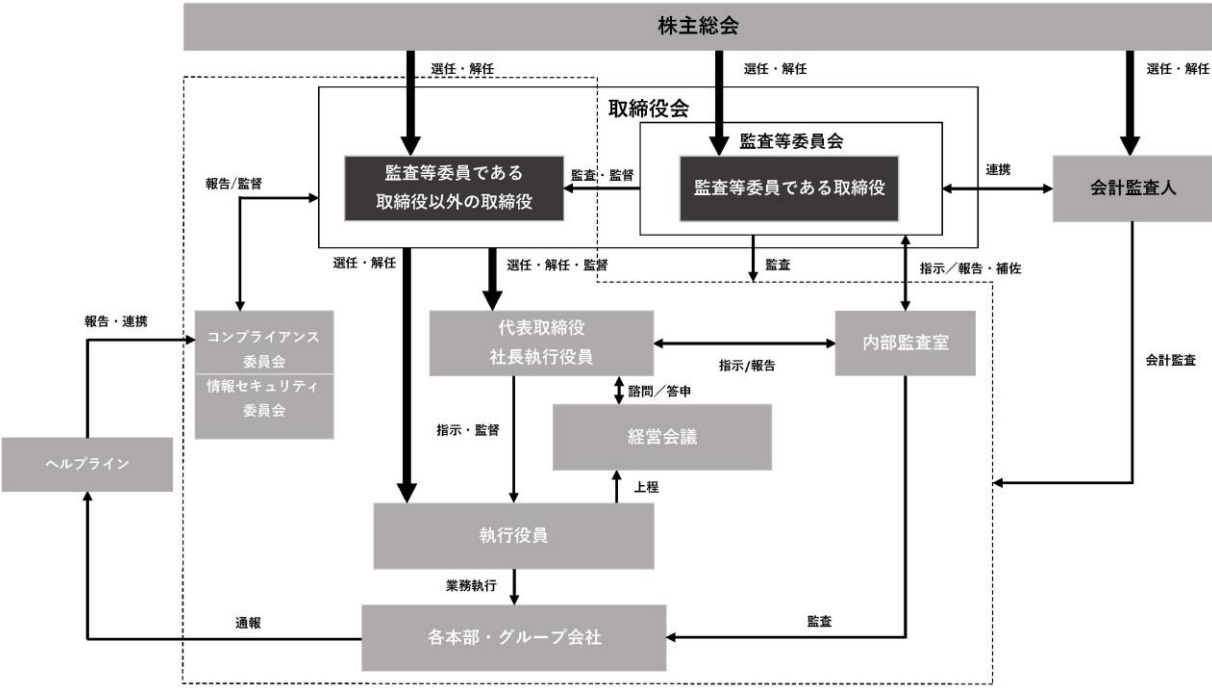 株主総会
選任・解任
選任・解任
選任・解任
取締役会
監査等委員会
監査等委員である
取締役以外の取締役
監査・監督
監査等委員である取締役
連携
会計監査人
報告/監督
選任・解任
選任・解任・監督
監査
指示／報告・補佐
報告・連携
コンプライアンス
委員会
情報セキュリティ
委員会
代表取締役
社長執行役員
指示/報告
内部監査室
会計監査
諮問／答申
指示・監督
経営会議
ヘルプライン
上程
執行役員
業務執行
通報
各本部・グループ会社
監査